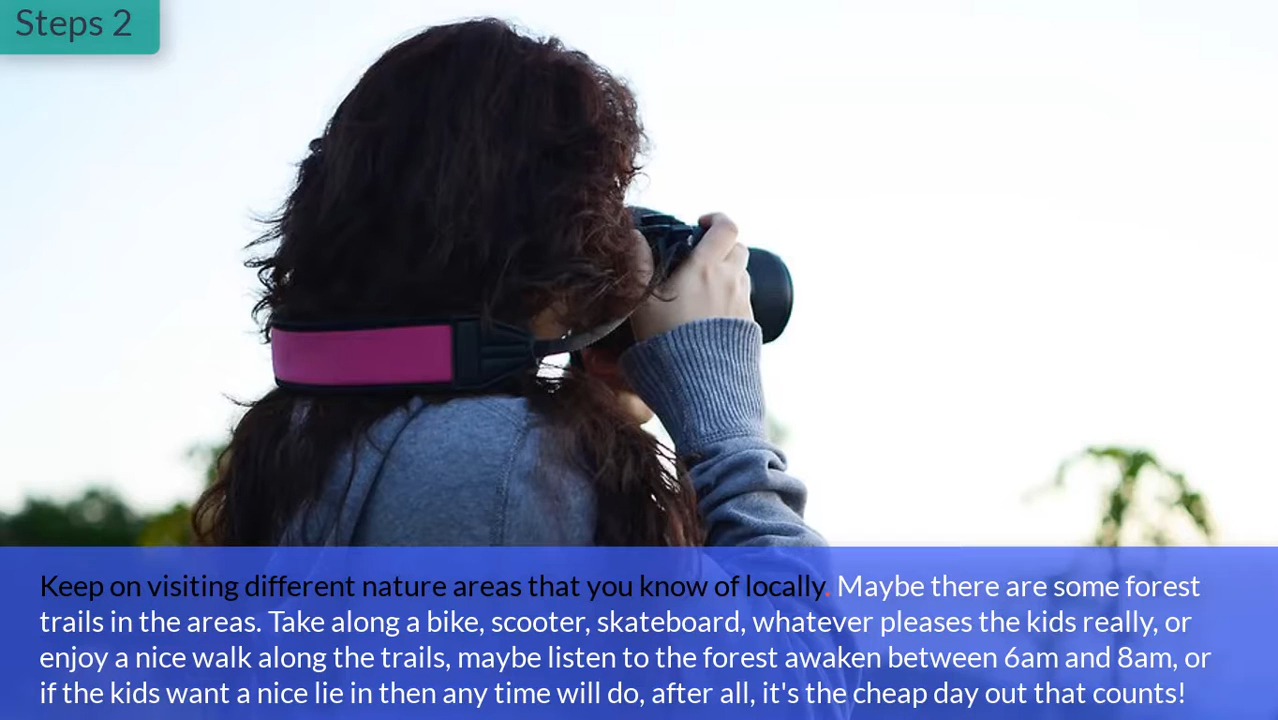 Steps 2
Keep on visiting different nature areas that you know of locally. Maybe there are some forest
trails in the areas. Take along a bike, scooter, skateboard, whatever pleases the kids really, or
enjoy a nice walk along the trails, maybe listen to the forest awaken between 6am and 8am, or
if the kids want a nice lie in then any time will do, after all, it's the cheap day out that counts!